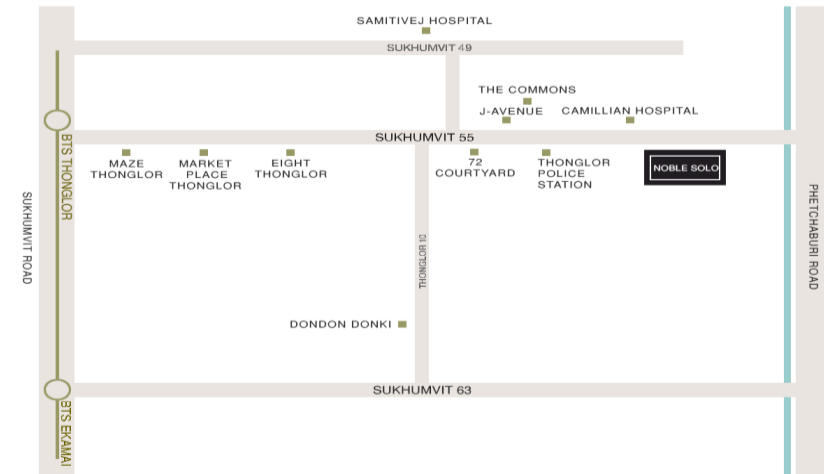 SAMITIVEJ HOSPITAL
SUKHUMVIT 49
THE COMMONS
J-AVENUE
CAMILLIAN HOSPITAL
SUKHUMVIT 55
BTS THONGLOR
MAZE
THONGLOR
MARKET
PLACE
THONGLOR
EIGHT
THONGLOR
72
COURTYARD
THONGLOR
POLICE
STATION
NOBLE SOLO
SUKHUMVIT ROAD
PHETCHABURI ROAD
THONGLOR 10
DONDON DONKI
SUKHUMVIT 63
BTS EKAMAI